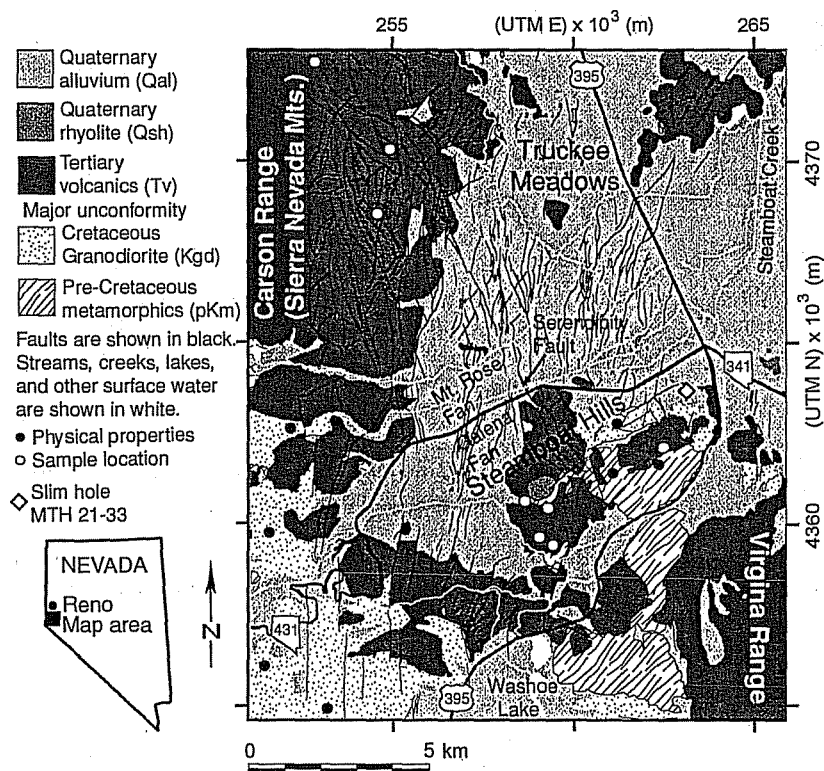 255
(UTM E) x 10³ (m)
265
Quaternary
alluvium (Qal)
Quaternary
rhyolite (Qsh)
Tertiary
volcanics (Tv)
Major unconformity
Cretaceous
Granodiorite (Kgd)
Pre-Cretaceous
metamorphics (pKm)
Faults are shown in black.
Streams, creeks, lakes,
and other surface water
are shown in white.
Physical properties
Sample location
Slim hole
MTH 21-33
NEVADA
Reno
Map area
N
Carson Range
(Sierra Nevada Mts.)
395
Truckee
Meadows
Steamboat Creek
4370
(UTM N) x 10³ (m)
Serendipity
Fault
341
Mt. Rose
Fan
Fan
Steamboat Hills
4360
Virgina Range
431
395
Washoe
Lake
0
5 km